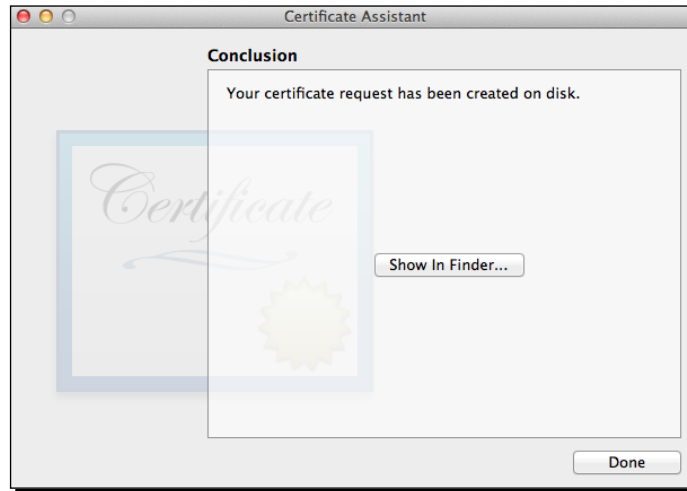 Certificate Assistant
Conclusion
Your certificate request has been created on disk.
Certificate
Show In Finder...
Done